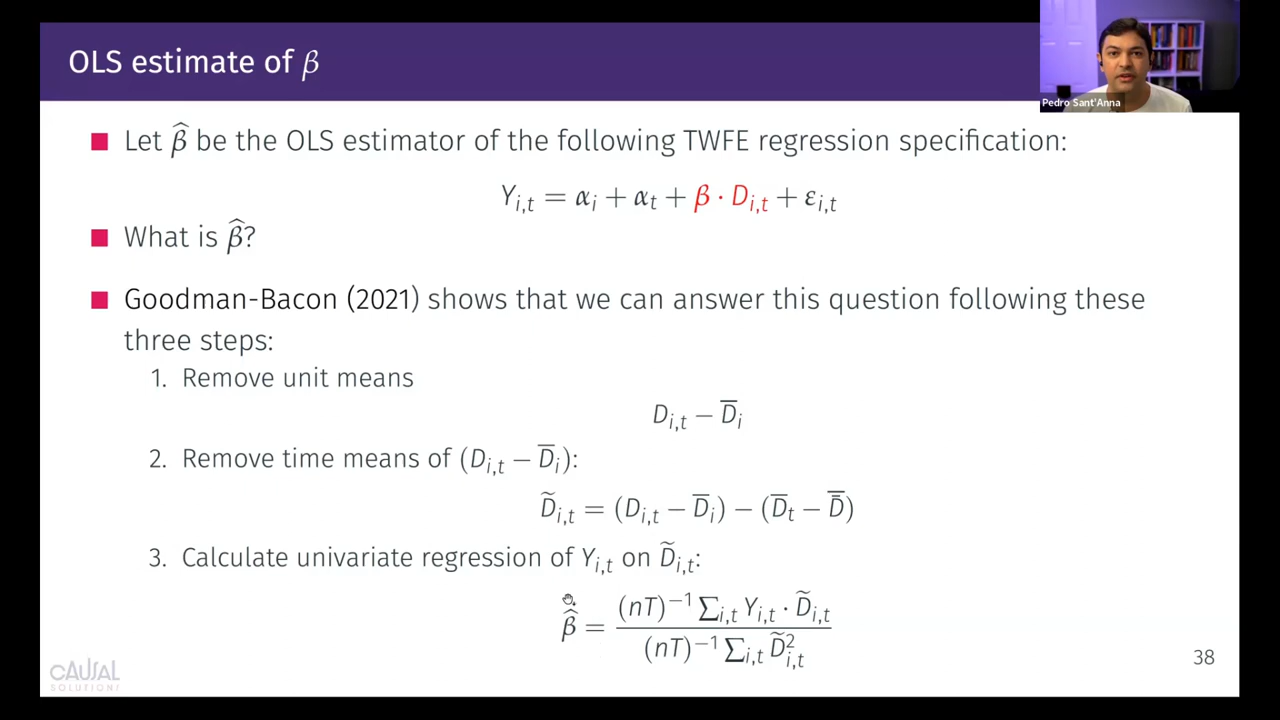 OLS estimate of β
Pedro Sant'Anna
■ Let β̂ be the OLS estimator of the following TWFE regression specification:
Y_{i,t} = α_i + α_t + β · D_{i,t} + ε_{i,t}
■ What is β̂?
■ Goodman-Bacon (2021) shows that we can answer this question following these
three steps:
1. Remove unit means
D_{i,t} − D̅_i
2. Remove time means of (D_{i,t} − D̅_i):
D̃_{i,t} = (D_{i,t} − D̅_i) − (D̅_t − D̿)
3. Calculate univariate regression of Y_{i,t} on D̃_{i,t}:
β̂ = \frac{(nT)^{−1} ∑_{i,t} Y_{i,t} · D̃_{i,t}}{(nT)^{−1} ∑_{i,t} D̃²_{i,t}}
CAUSAL
SOLUTIONS
38